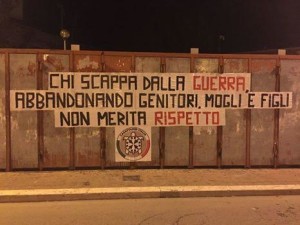 CHI SCAPPA DALLA GUERRA,
ABBANDONANDO GENITORI, MOGLI E FIGLI
NON MERITA RISPETTO